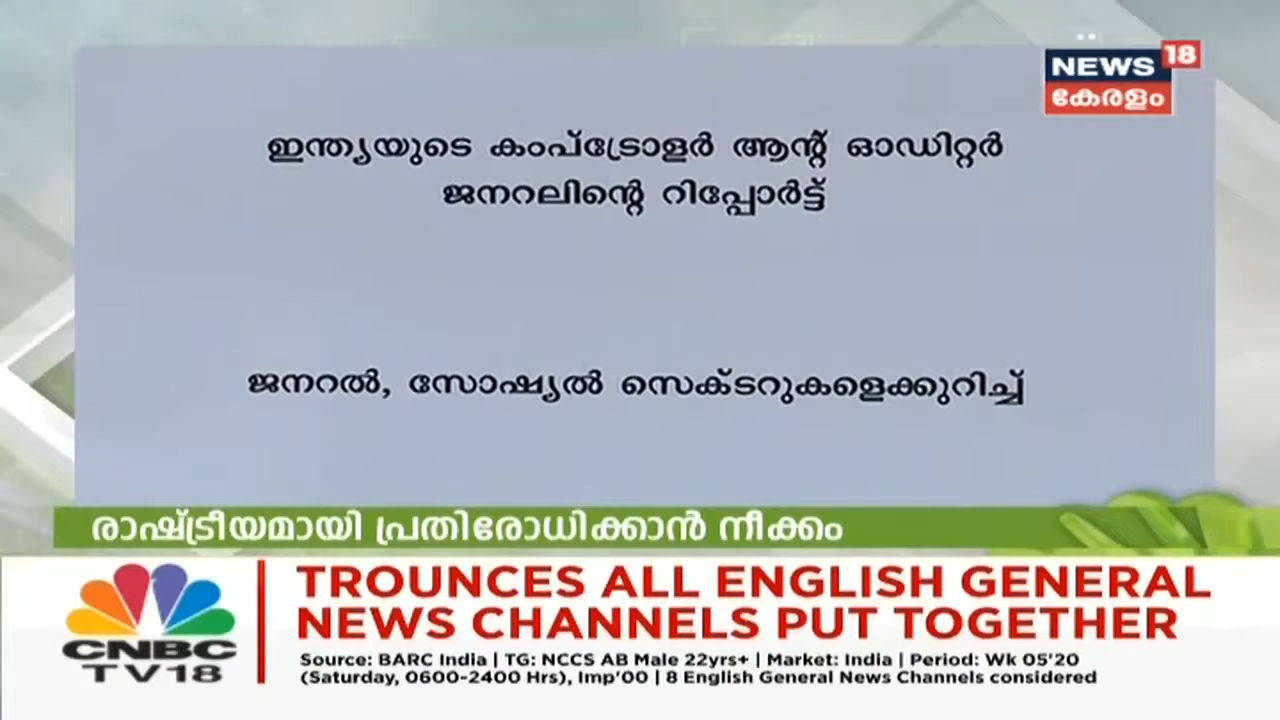 NEWS 18
കേരളം
ഇന്ത്യയുടെ കംപ്ട്രോളർ ആന്റ് ഓഡിറ്റർ
ജനറലിന്റെ റിപ്പോർട്ട്
ജനറൽ, സോഷ്യൽ സെക്ടറുകളെക്കുറിച്ച്
രാഷ്ട്രീയമായി പ്രതിരോധിക്കാൻ നീക്കം
CNBC
TV18
TROUNCES ALL ENGLISH GENERAL
NEWS CHANNELS PUT TOGETHER
Source: BARC India | TG: NCCS AB Male 22yrs+ | Market: India | Period: Wk 05'20
(Saturday, 0600-2400 Hrs), Imp'00 | 8 English General News Channels considered